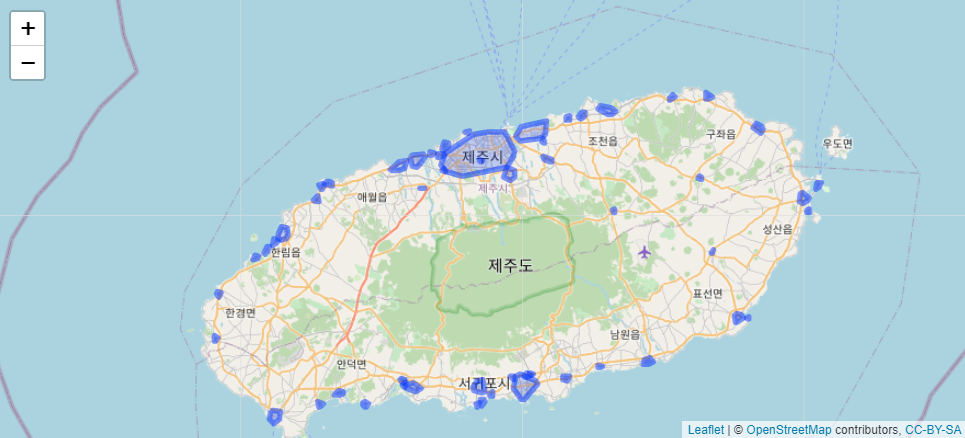 +
−
제주시
조천읍
구좌읍
우도면
제주시
애월읍
성산읍
한림읍
제주도
표선면
한경면
남원읍
안덕면
서귀포시
Leaflet | © OpenStreetMap contributors, CC-BY-SA